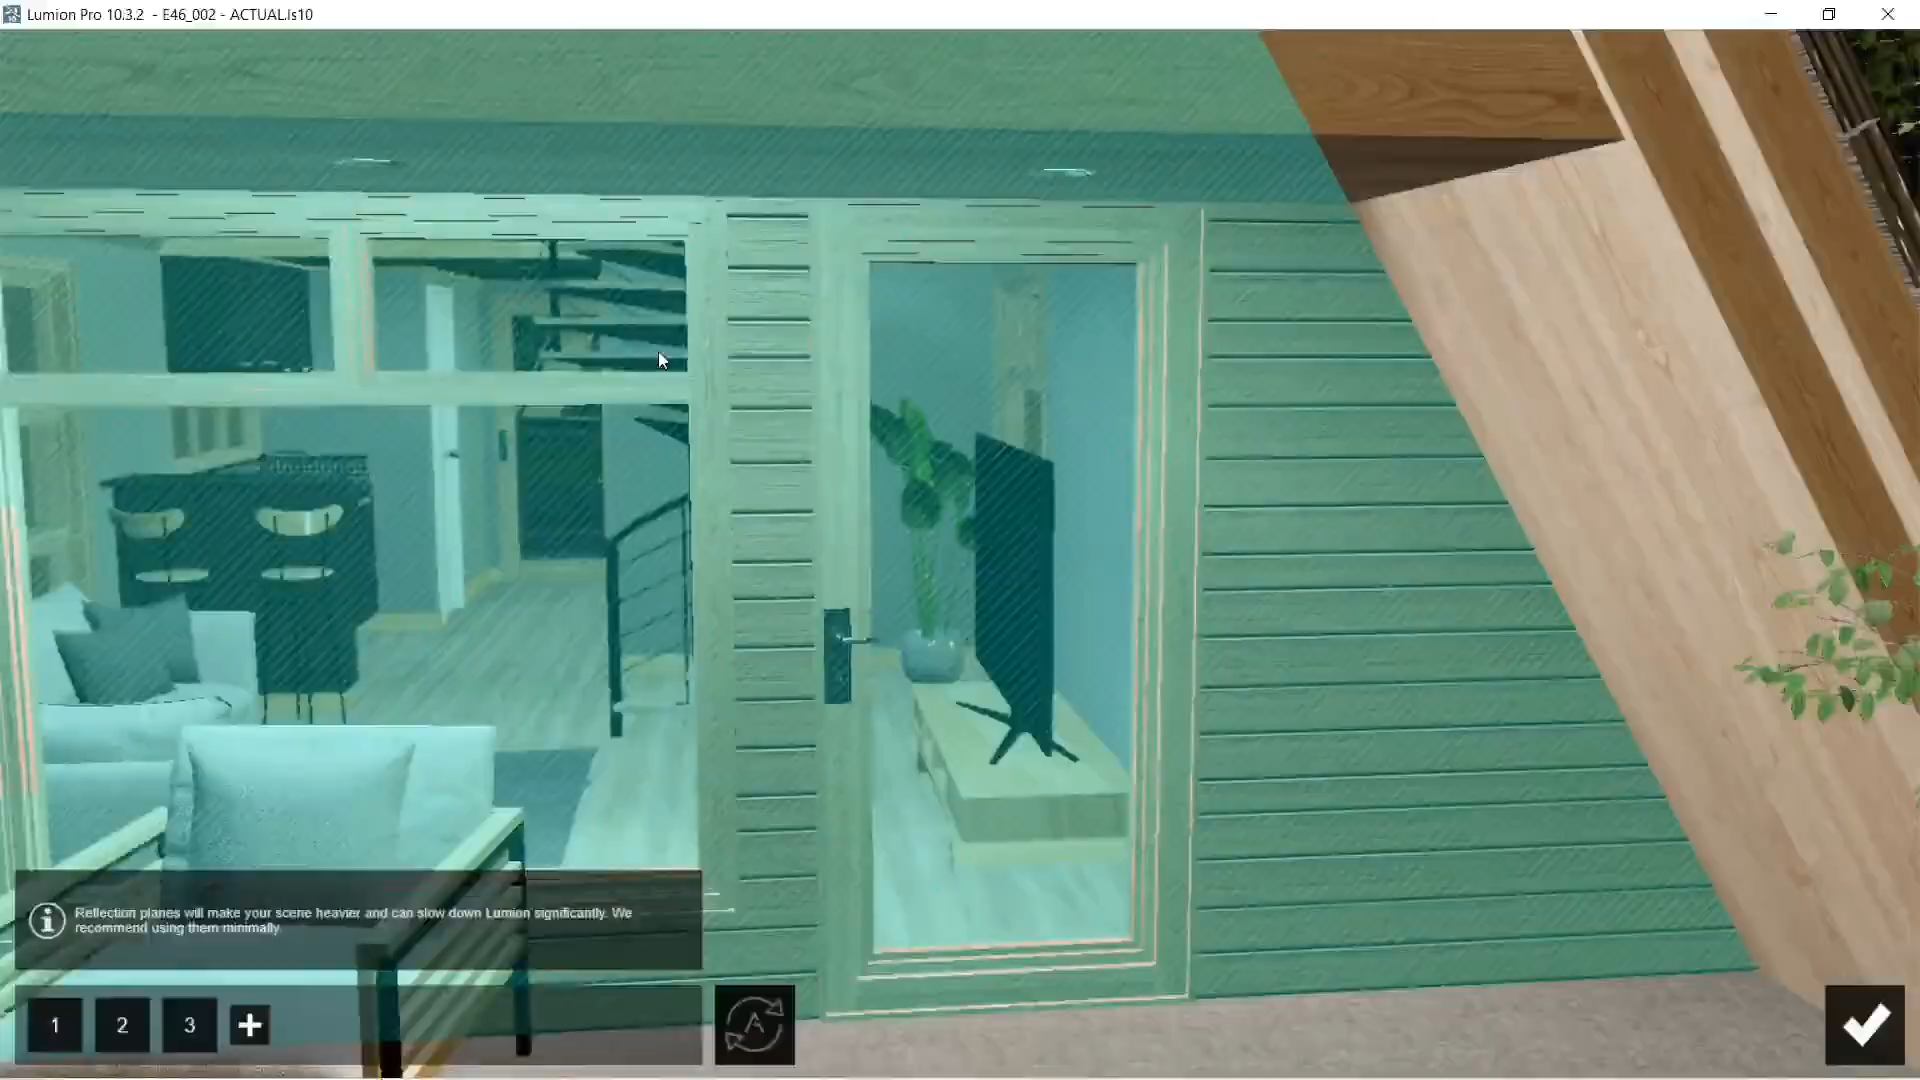 Lumion Pro 10.3.2 - E46_002 - ACTUAL.ls10
Reflection planes will make your scene heavier and can slow down Lumion significantly. We
recommend using them minimally.
1 2 3
A